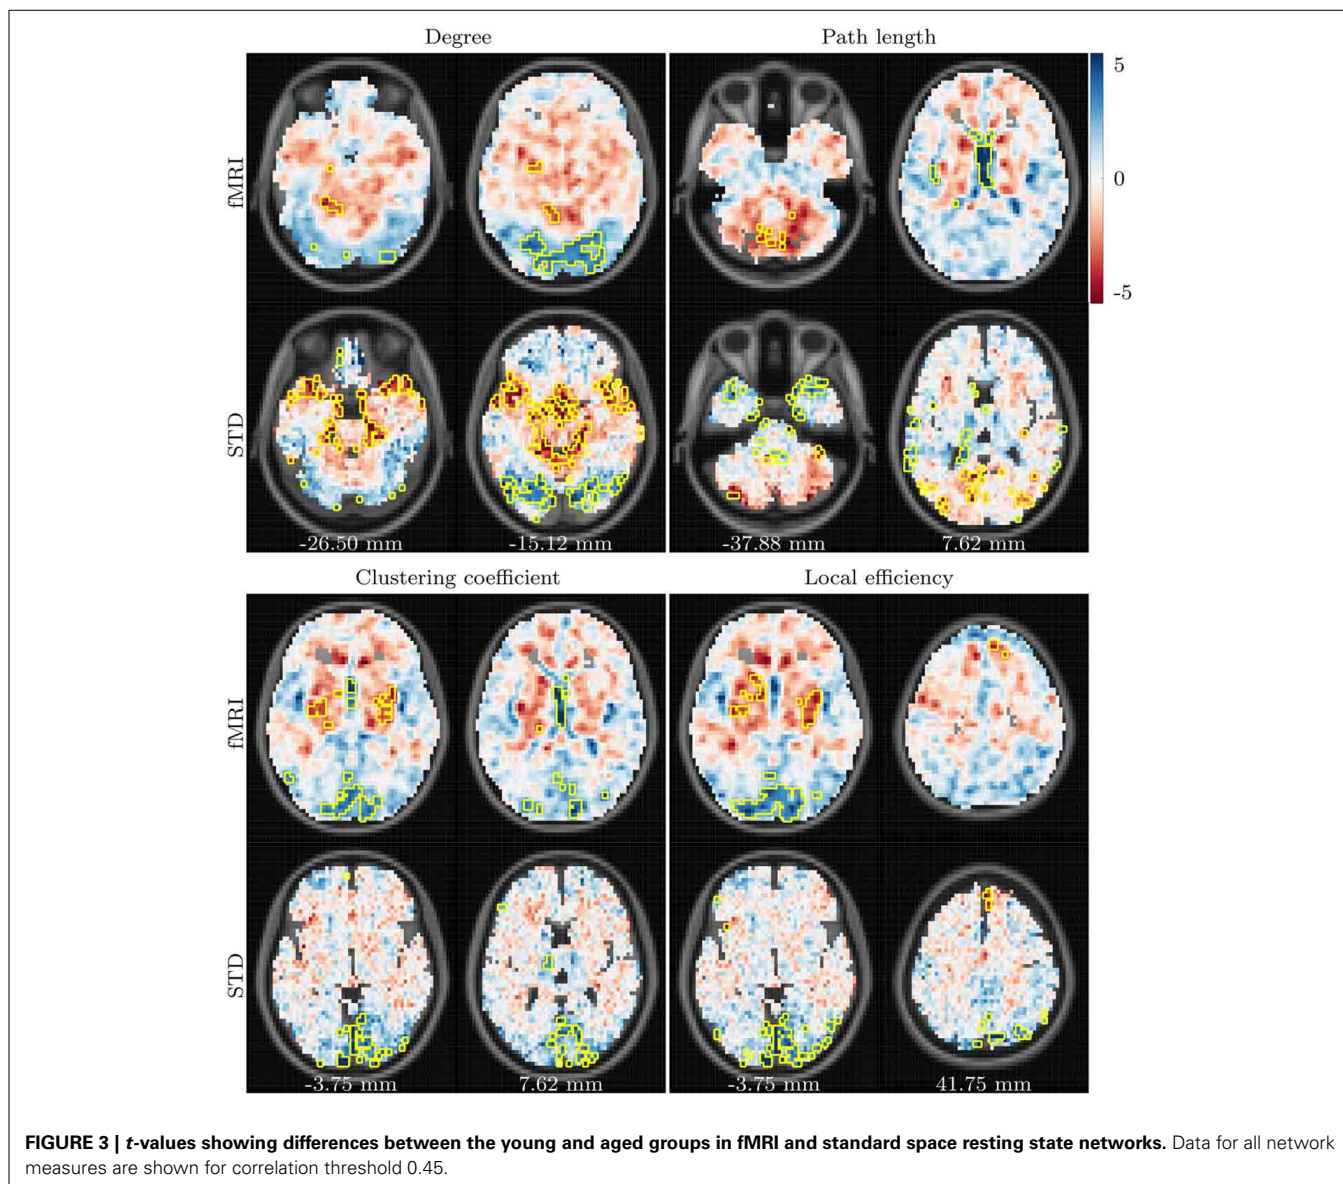 Degree
Path length
fMRI
5
0
-5
STD
-26.50 mm
-15.12 mm
-37.88 mm
7.62 mm
Clustering coefficient
Local efficiency
fMRI
STD
-3.75 mm
7.62 mm
-3.75 mm
41.75 mm
FIGURE 3 | t-values showing differences between the young and aged groups in fMRI and standard space resting state networks. Data for all network
measures are shown for correlation threshold 0.45.